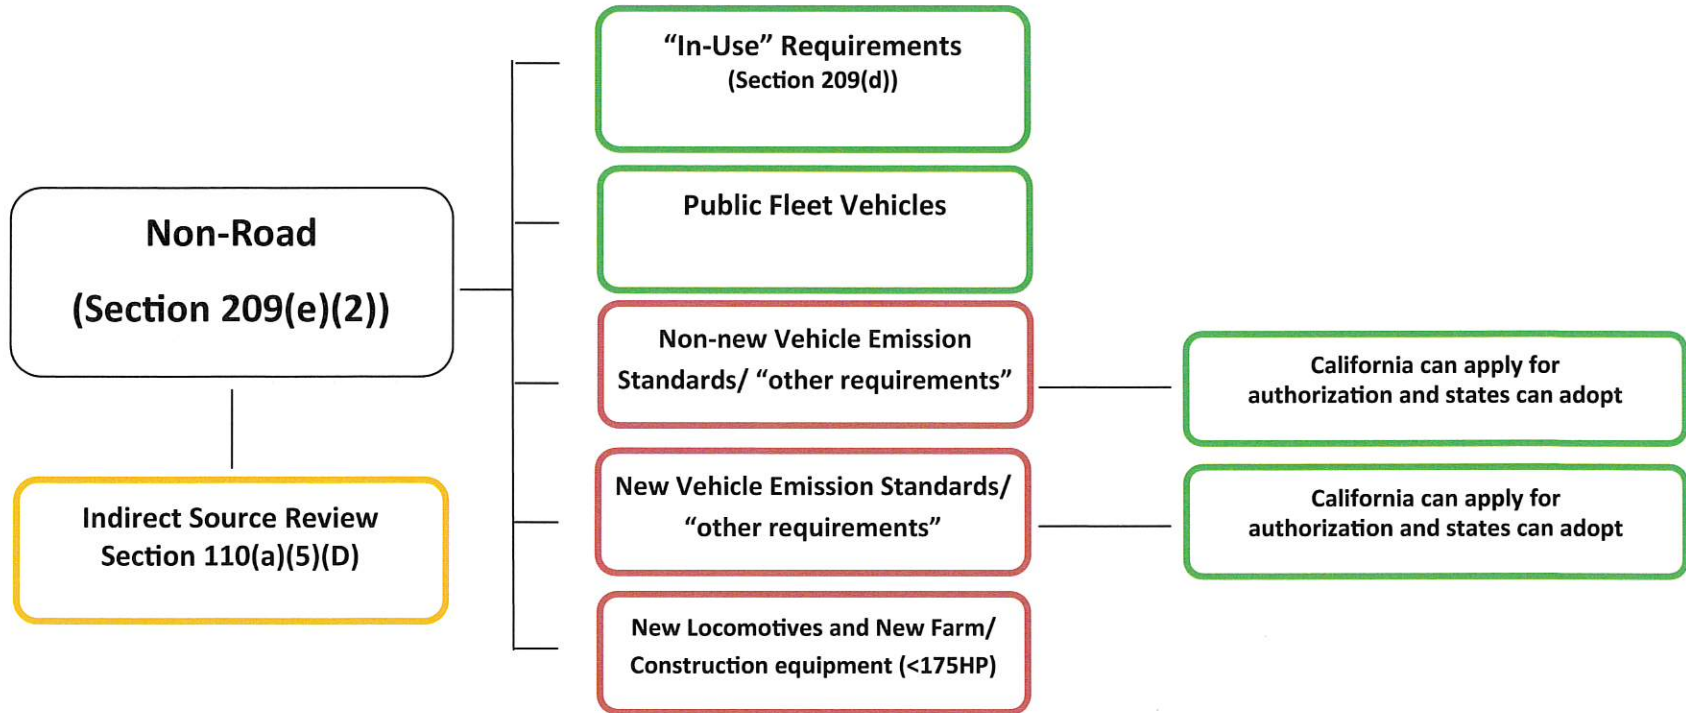 Non-Road
(Section 209(e)(2))
Indirect Source Review
Section 110(a)(5)(D)
“In-Use” Requirements
(Section 209(d))
Public Fleet Vehicles
Non-new Vehicle Emission
Standards/ “other requirements”
California can apply for
authorization and states can adopt
New Vehicle Emission Standards/
“other requirements”
California can apply for
authorization and states can adopt
New Locomotives and New Farm/
Construction equipment (<175HP)